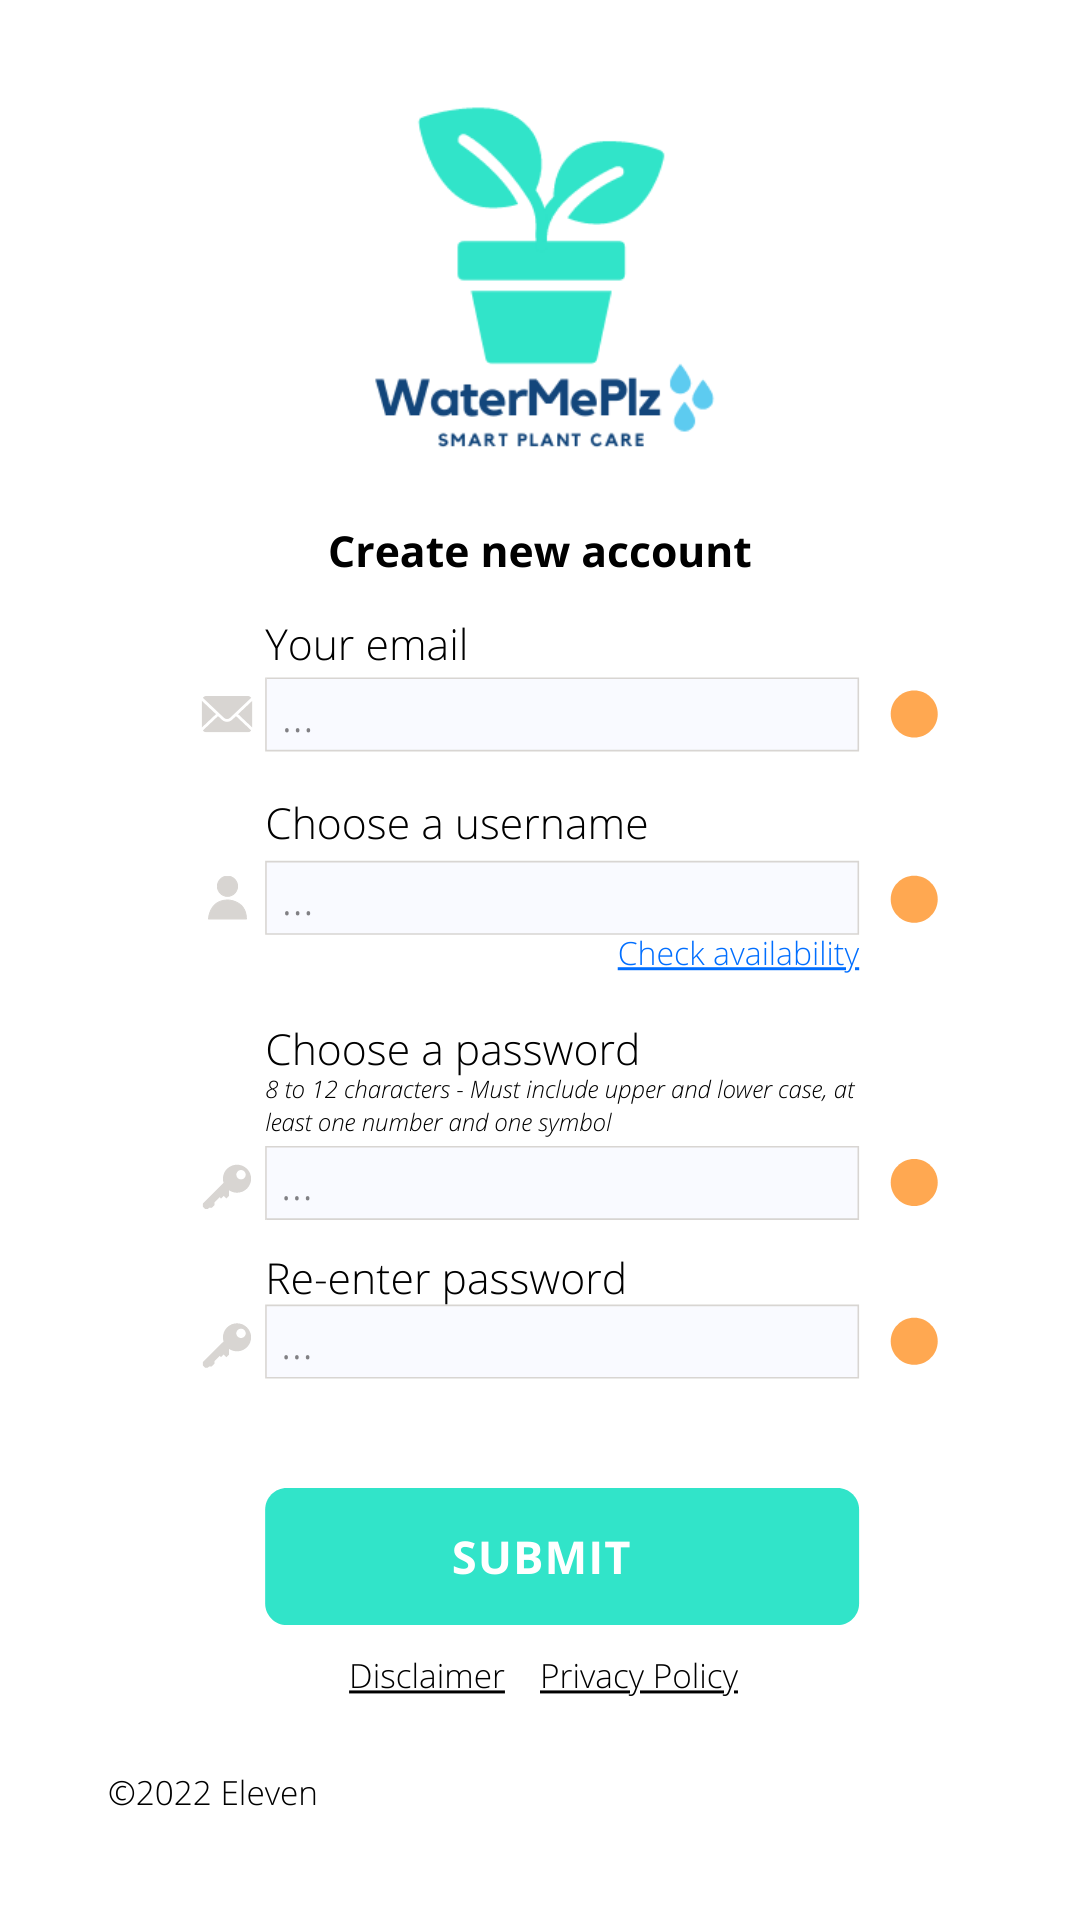 WaterMePlz
SMART PLANT CARE
Create new account
Your email
...
Choose a username
...
Check availability
Choose a password
8 to 12 characters - Must include upper and lower case, at
least one number and one symbol
...
Re-enter password
...
SUBMIT
Disclaimer Privacy Policy
©2022 Eleven